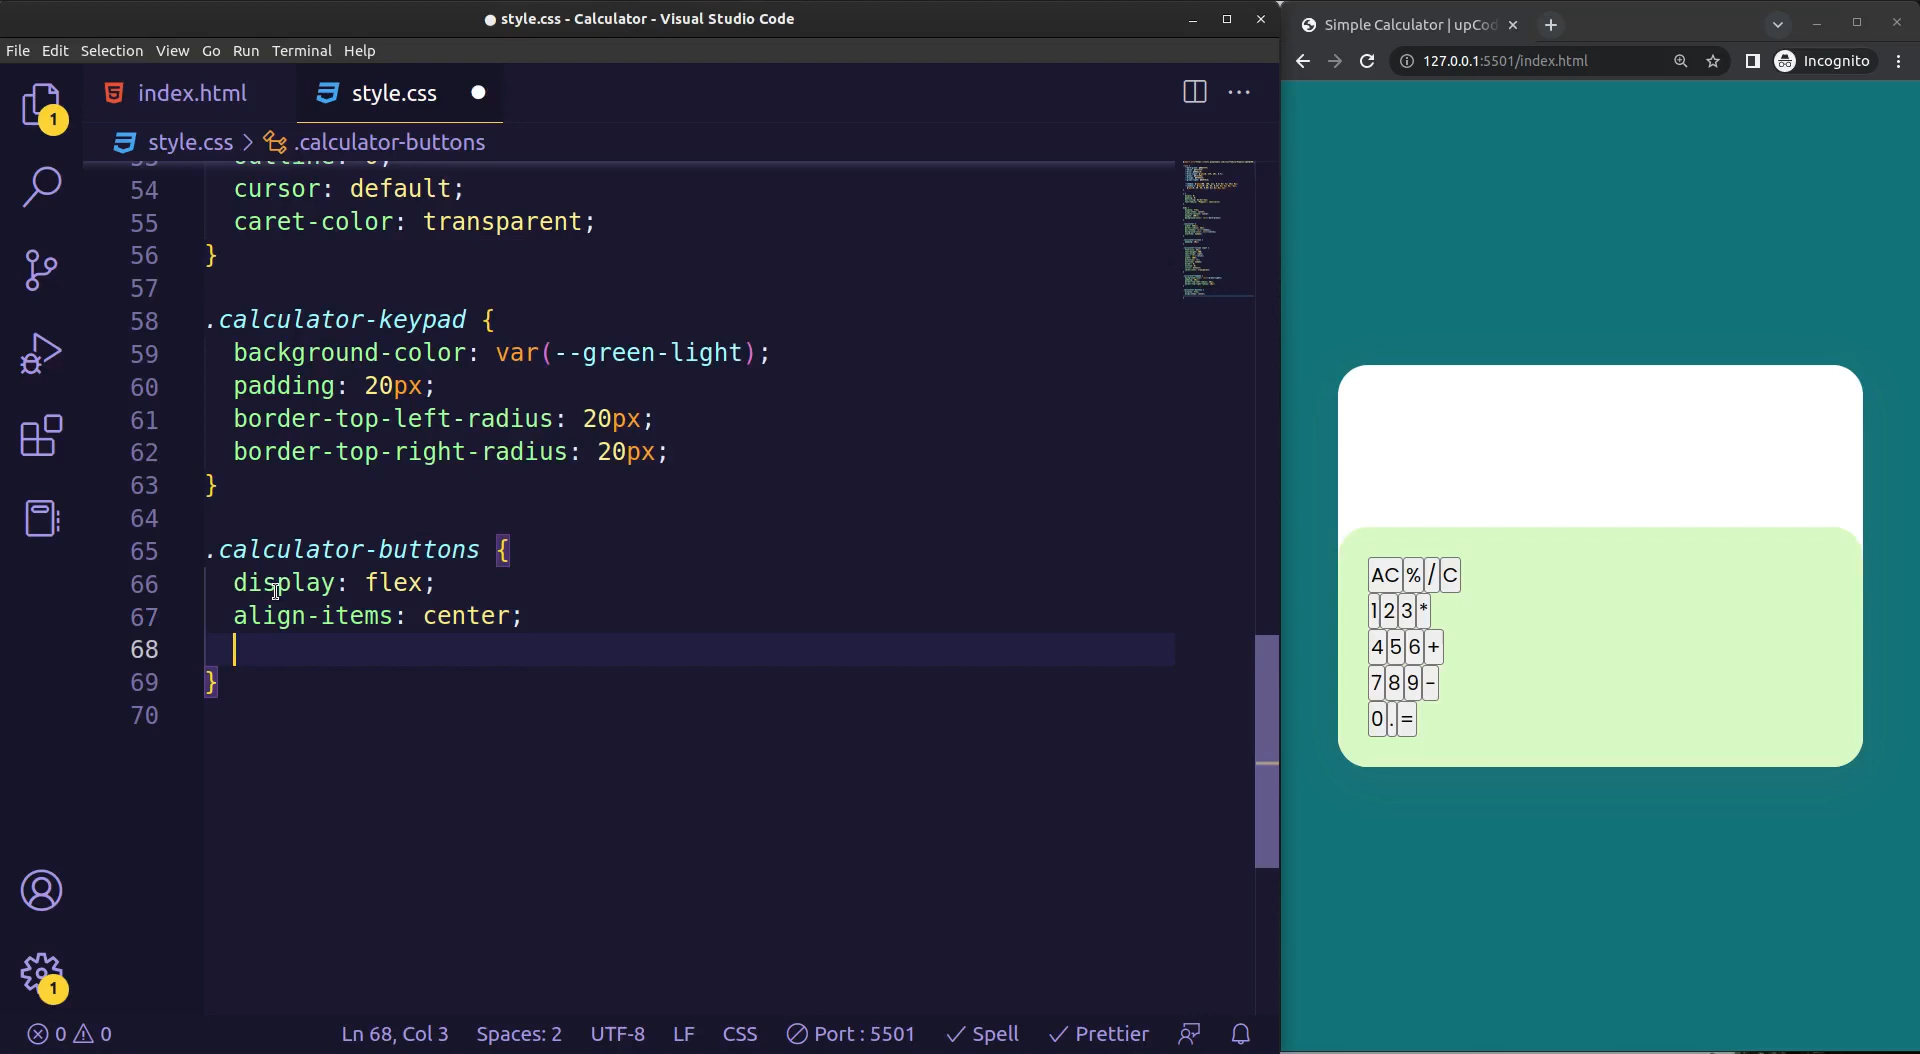 ● style.css - Calculator - Visual Studio Code
File Edit Selection View Go Run Terminal Help
index.html style.css
style.css > .calculator-buttons
54 cursor: default;
55 caret-color: transparent;
56 }
57
58 .calculator-keypad {
59 background-color: var(--green-light);
60 padding: 20px;
61 border-top-left-radius: 20px;
62 border-top-right-radius: 20px;
63 }
64
65 .calculator-buttons {
66 display: flex;
67 align-items: center;
68
69 }
70
1
1
0 0 Ln 68, Col 3 Spaces: 2 UTF-8 LF CSS Port : 5501 Spell Prettier
Simple Calculator | upCod
127.0.0.1:5501/index.html Incognito
AC % / C
1 2 3 *
4 5 6 +
7 8 9 -
0 . =